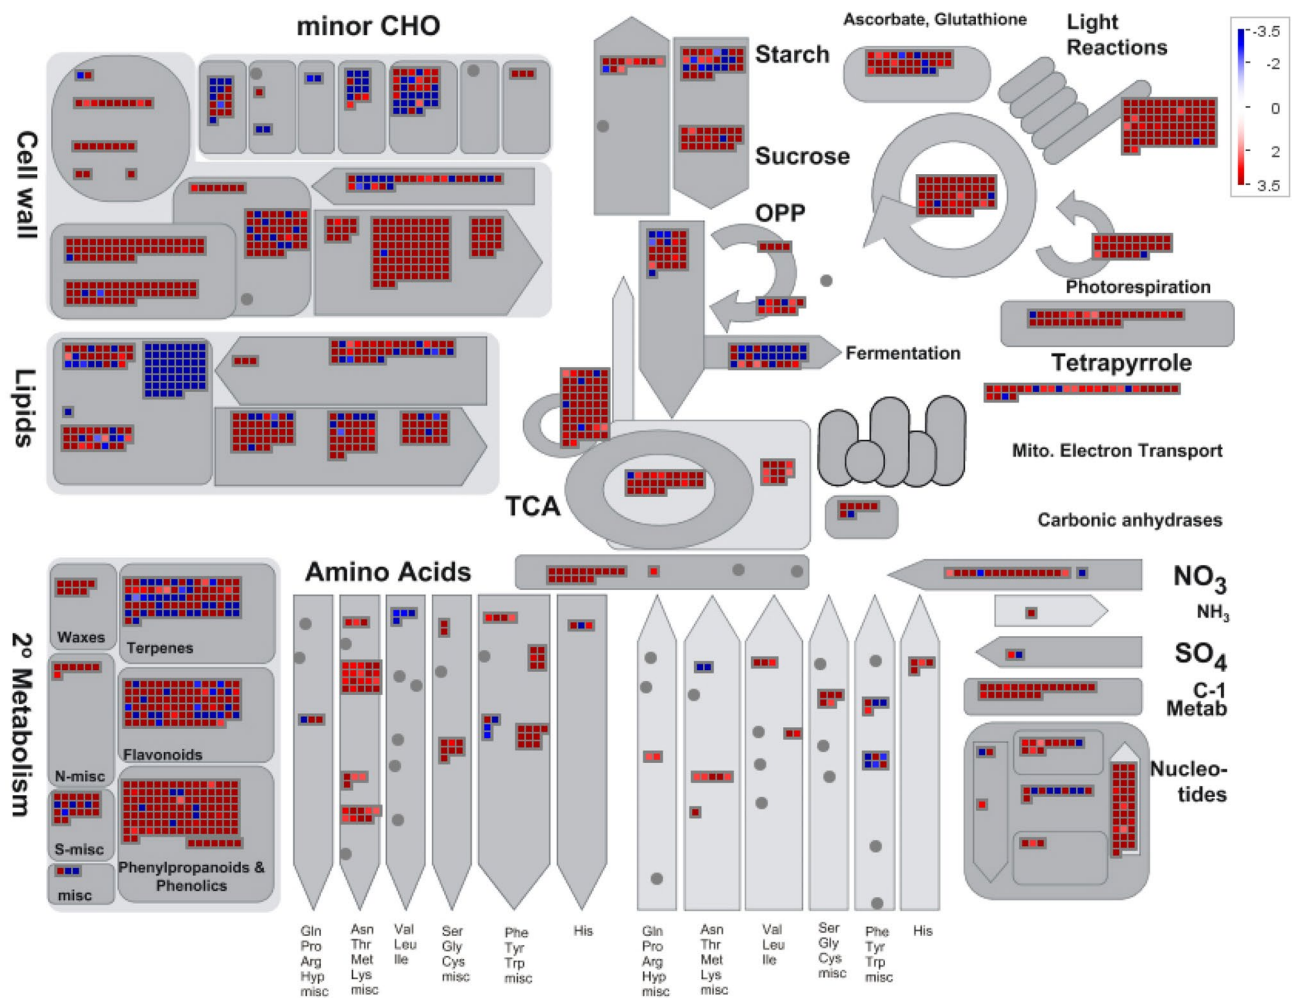 minor CHO
Cell wall
Lipids
2º Metabolism
Waxes
Terpenes
N-misc
Flavonoids
S-misc
misc
Phenylpropanoids &
Phenolics
Starch
Sucrose
OPP
Fermentation
TCA
Amino Acids
Ascorbate, Glutathione
Light
Reactions
Photorespiration
Tetrapyrrole
Mito. Electron Transport
Carbonic anhydrases
NO3
NH3
SO4
C-1
Metab
Nucleo-
tides
-3.5
-2
0
2
3.5
Gln
Pro
Arg
Hyp
misc
Asn
Thr
Met
Lys
misc
Val
Leu
Ile
Ser
Gly
Cys
misc
Phe
Tyr
Trp
misc
His
Gln
Pro
Arg
Hyp
misc
Asn
Thr
Met
Lys
misc
Val
Leu
Ile
Ser
Gly
Cys
misc
Phe
Tyr
Trp
misc
His